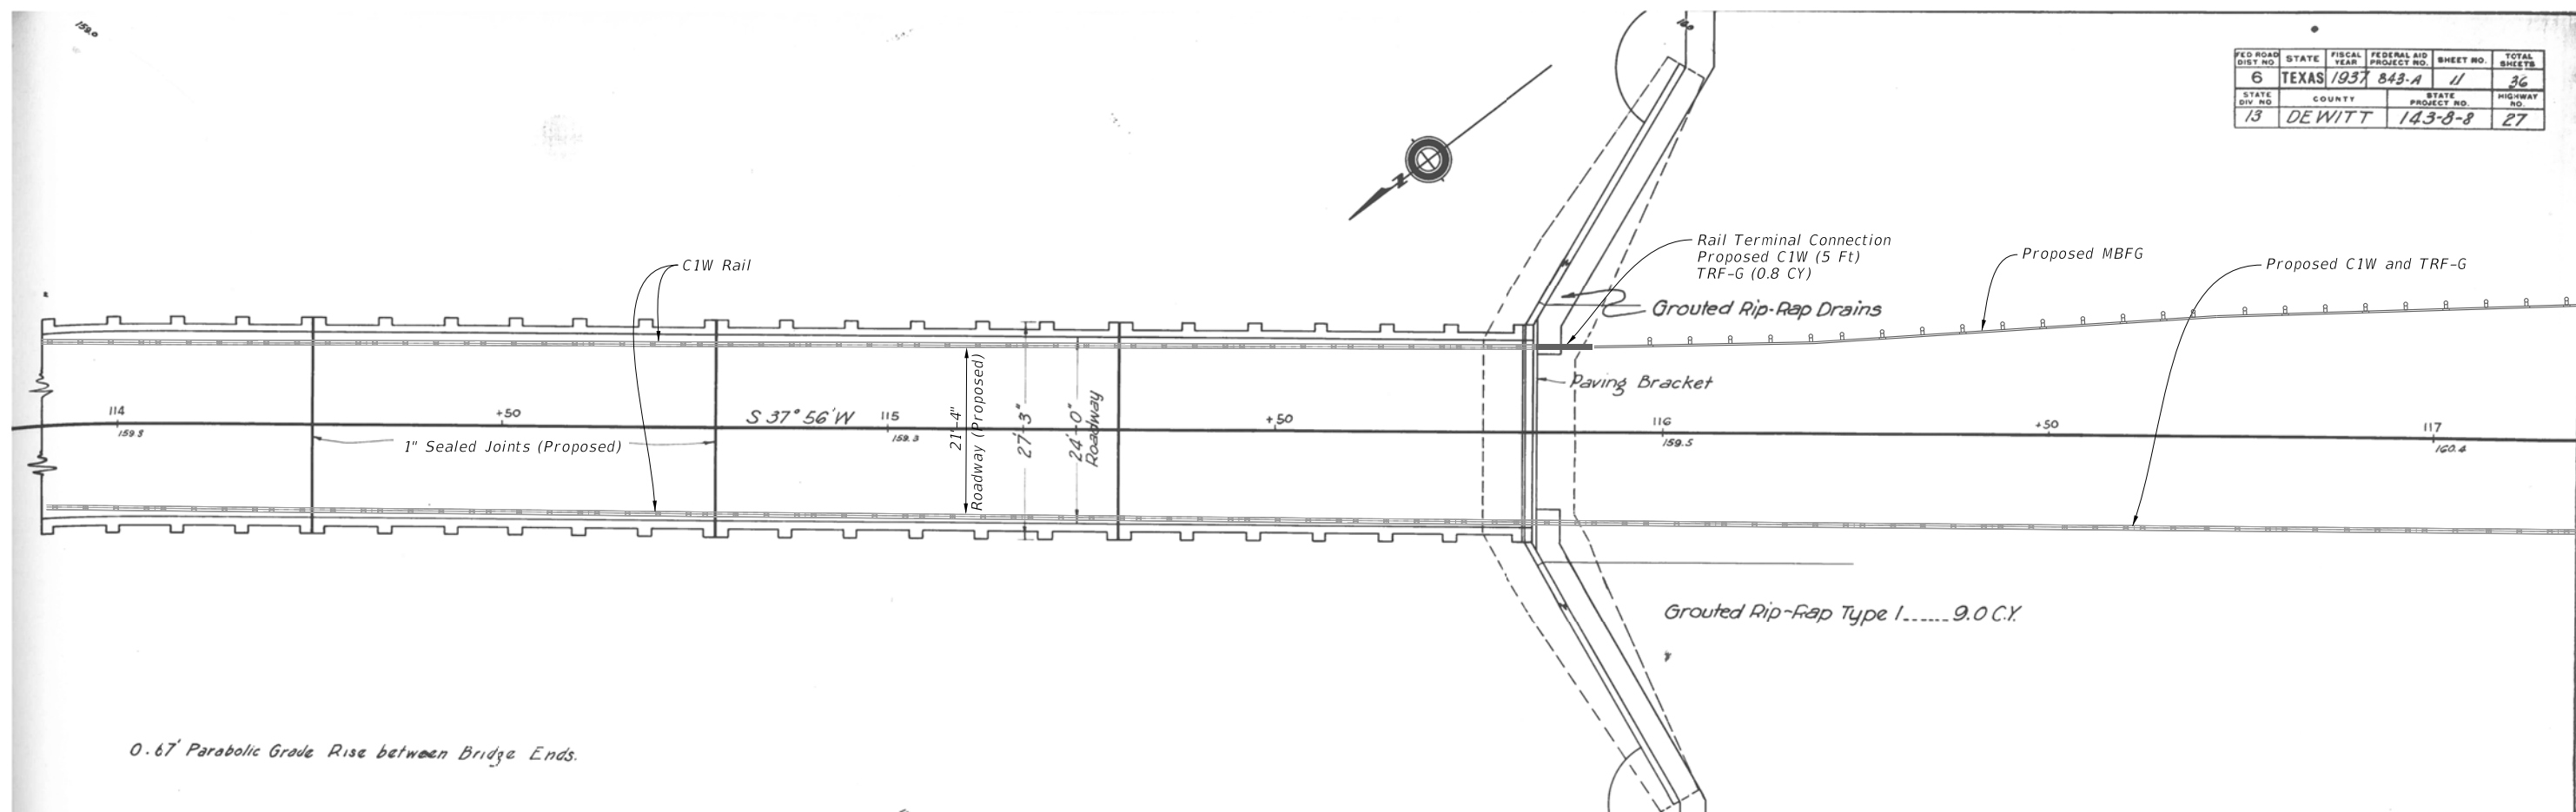 159.0
160
FED ROAD DIST NO
STATE
FISCAL YEAR
FEDERAL AID PROJECT NO.
SHEET NO.
TOTAL SHEETS
6
TEXAS
1937
843-A
11
36
STATE DIV NO
COUNTY
STATE PROJECT NO.
HIGHWAY NO.
13
DEWITT
143-8-8
27
N
C1W Rail
Rail Terminal Connection
Proposed C1W (5 Ft)
TRF-G (0.8 CY)
Proposed MBFG
Proposed C1W and TRF-G
Grouted Rip-Rap Drains
Paving Bracket
114
+50
S 37° 56' W
115
+50
116
+50
117
159.3
159.3
159.5
160.4
1" Sealed Joints (Proposed)
21'-4"
Roadway (Proposed)
27'-3"
24'-0"
Roadway
Grouted Rip-Rap Type 1......9.0 C.Y.
0.67' Parabolic Grade Rise between Bridge Ends.